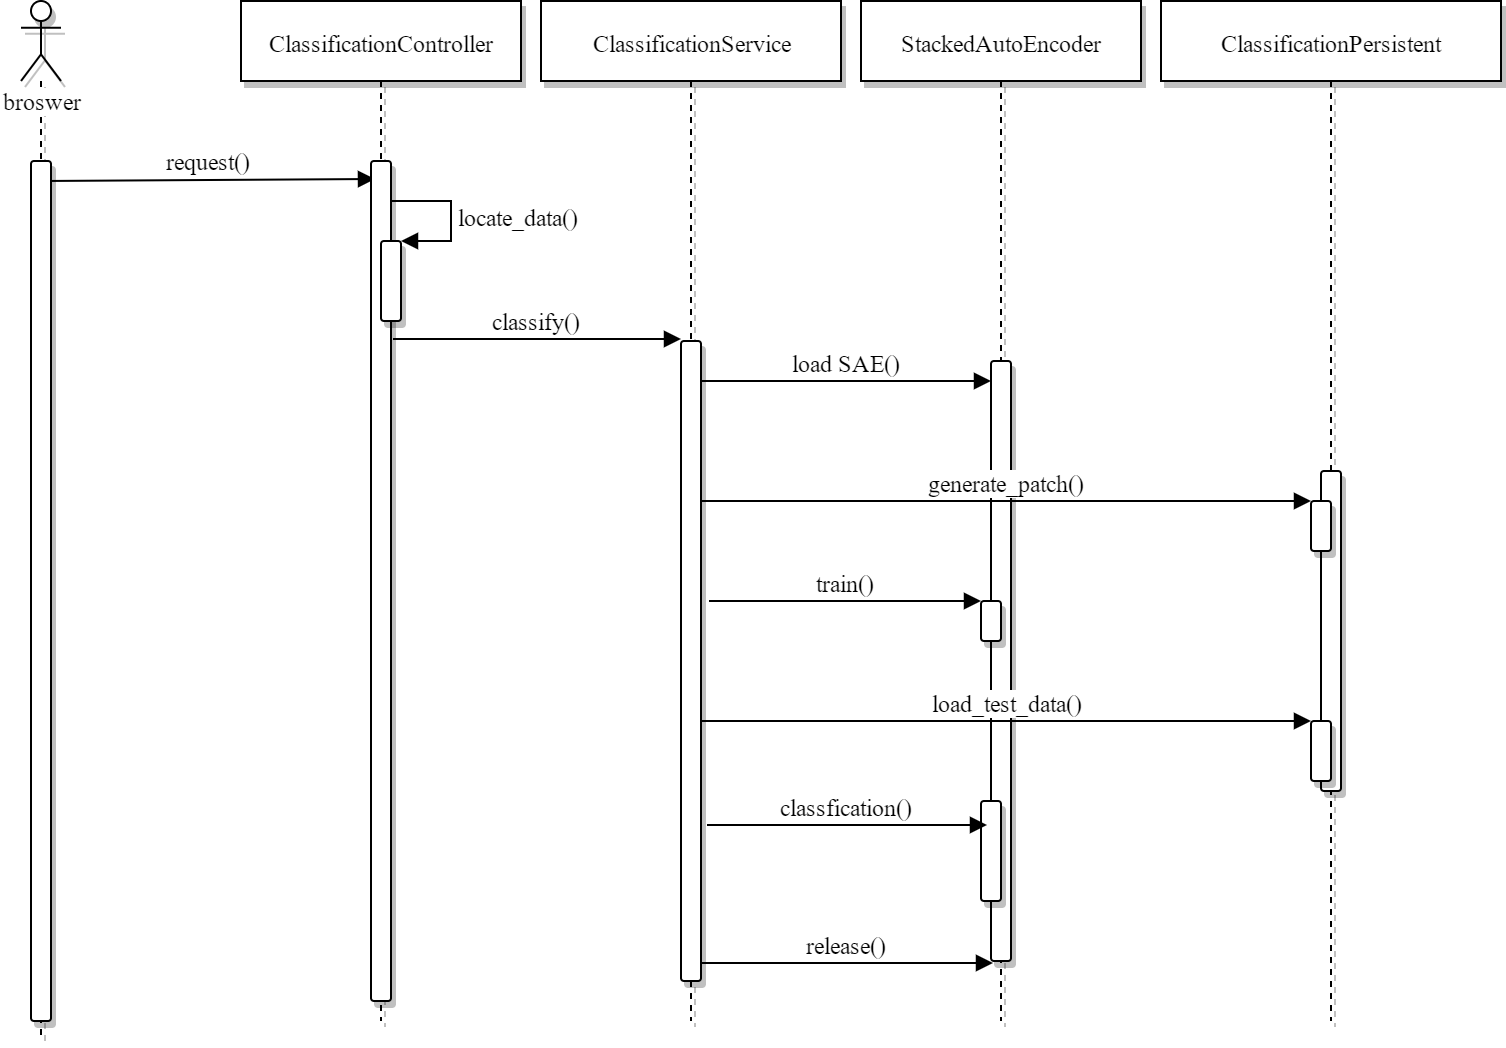 ClassificationController
ClassificationService
StackedAutoEncoder
ClassificationPersistent
broswer
request()
locate_data()
classify()
load SAE()
generate_patch()
train()
load_test_data()
classfication()
release()